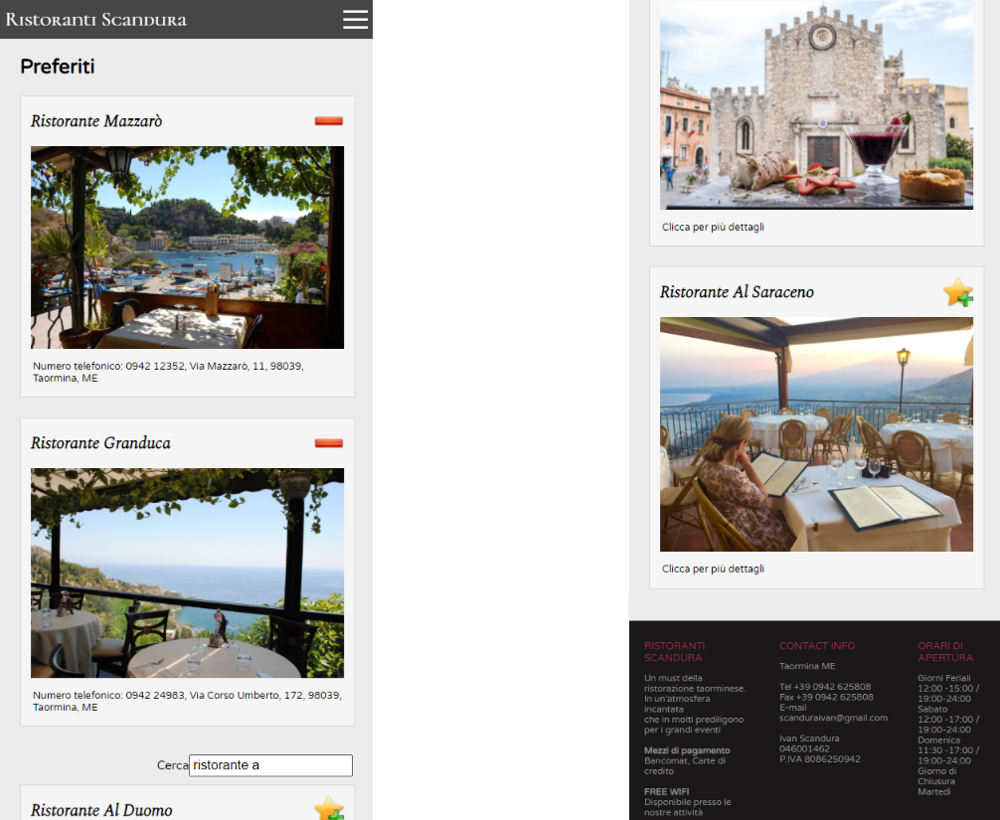 Ristoranti Scandura
Preferiti
Ristorante Mazzarò
Numero telefonico: 0942 12352, Via Mazzarò, 11, 98039,
Taormina, ME
Ristorante Granduca
Numero telefonico: 0942 24983, Via Corso Umberto, 172, 98039,
Taormina, ME
Cerca ristorante a
Ristorante Al Duomo
Clicca per più dettagli
Ristorante Al Saraceno
Clicca per più dettagli
RISTORANTI
SCANDURA
Un must della
ristorazione taorminese.
In un'atmosfera
incantata
che in molti prediligono
per i grandi eventi
Mezzi di pagamento
Bancomat, Carte di
credito
FREE WIFI
Disponibile presso le
nostre attività
CONTACT INFO
Taormina ME
Tel +39 0942 625808
Fax +39 0942 625808
E-mail
scanduraivan@gmail.com
Ivan Scandura
046001462
P.IVA 8086250942
ORARI DI
APERTURA
Giorni Feriali
12:00 -15:00 /
19:00-24:00
Sabato
12:00 -17:00 /
19:00-24:00
Domenica
11:30 -17:00 /
19:00-24:00
Giorno di
Chiusura
Martedì